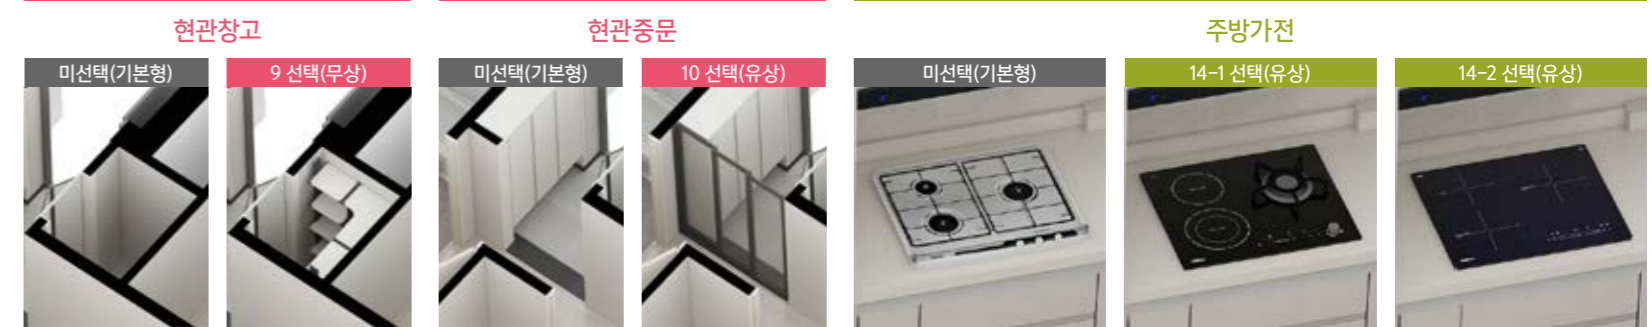 현관창고
현관중문
주방가전
미선택(기본형)
9 선택(무상)
미선택(기본형)
10 선택(유상)
미선택(기본형)
14-1 선택(유상)
14-2 선택(유상)